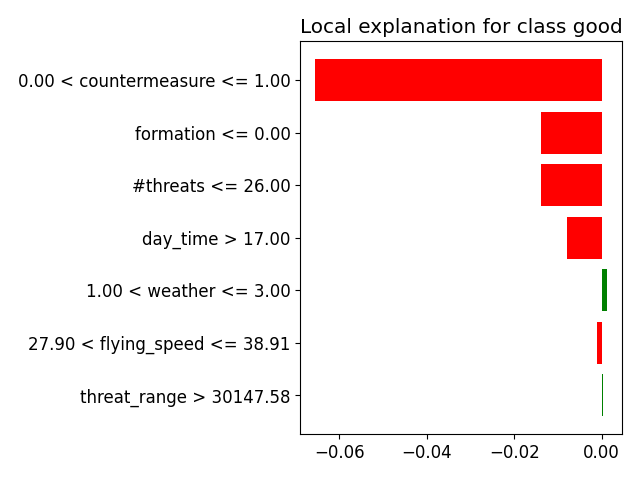 Local explanation for class good
0.00 < countermeasure <= 1.00
formation <= 0.00
#threats <= 26.00
day_time > 17.00
1.00 < weather <= 3.00
27.90 < flying_speed <= 38.91
threat_range > 30147.58
−0.06 −0.04 −0.02 0.00